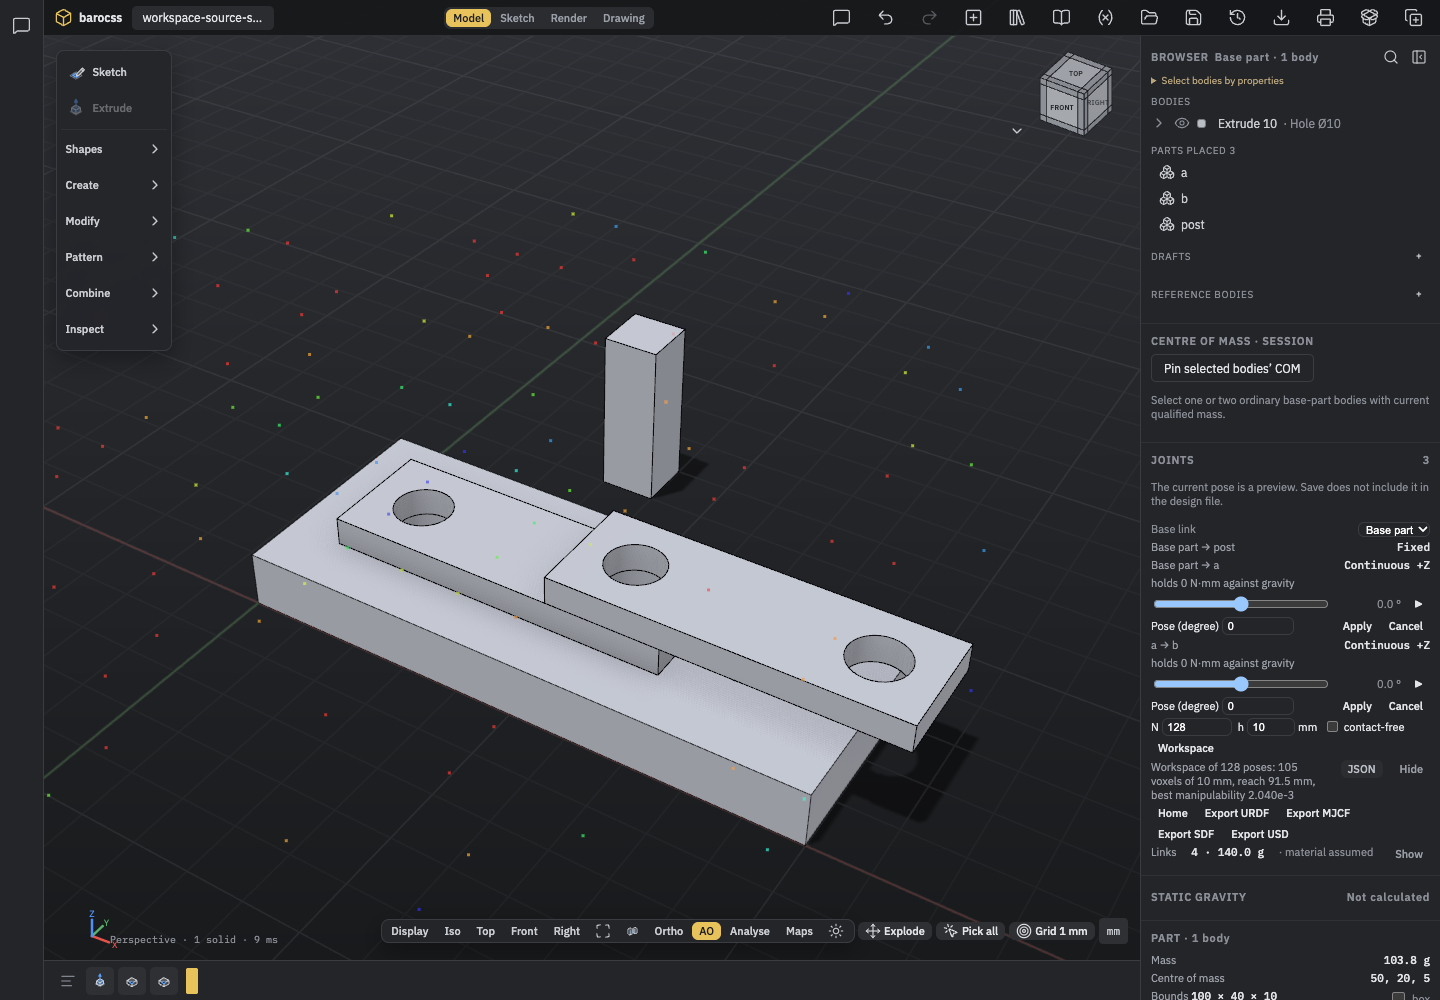 barocss
workspace-source-s...
Model
Sketch
Render
Drawing
Sketch
Extrude
Shapes
Create
Modify
Pattern
Combine
Inspect
TOP
FRONT
RIGHT
BROWSER Base part · 1 body
Select bodies by properties
BODIES
Extrude 10 · Hole Ø10
PARTS PLACED 3
a
b
post
DRAFTS +
REFERENCE BODIES +
CENTRE OF MASS · SESSION
Pin selected bodies’ COM
Select one or two ordinary base-part bodies with current
qualified mass.
JOINTS 3
The current pose is a preview. Save does not include it in
the design file.
Base link Base part
Base part → post Fixed
Base part → a Continuous +Z
holds 0 N·mm against gravity
0.0 °
Pose (degree) 0 Apply Cancel
a → b Continuous +Z
holds 0 N·mm against gravity
0.0 °
Pose (degree) 0 Apply Cancel
N 128 h 10 mm contact-free
Workspace
Workspace of 128 poses: 105
voxels of 10 mm, reach 91.5 mm,
best manipulability 2.040e-3
JSON Hide
Home Export URDF Export MJCF
Export SDF Export USD
Links 4 · 140.0 g · material assumed Show
STATIC GRAVITY Not calculated
PART · 1 body
Mass 103.8 g
Centre of mass 50, 20, 5
Bounds 100 × 40 × 10 box
Z
Y
X
Perspective · 1 solid · 9 ms
Display
Iso
Top
Front
Right
Ortho
AO
Analyse
Maps
Explode
Pick all
Grid 1 mm
mm